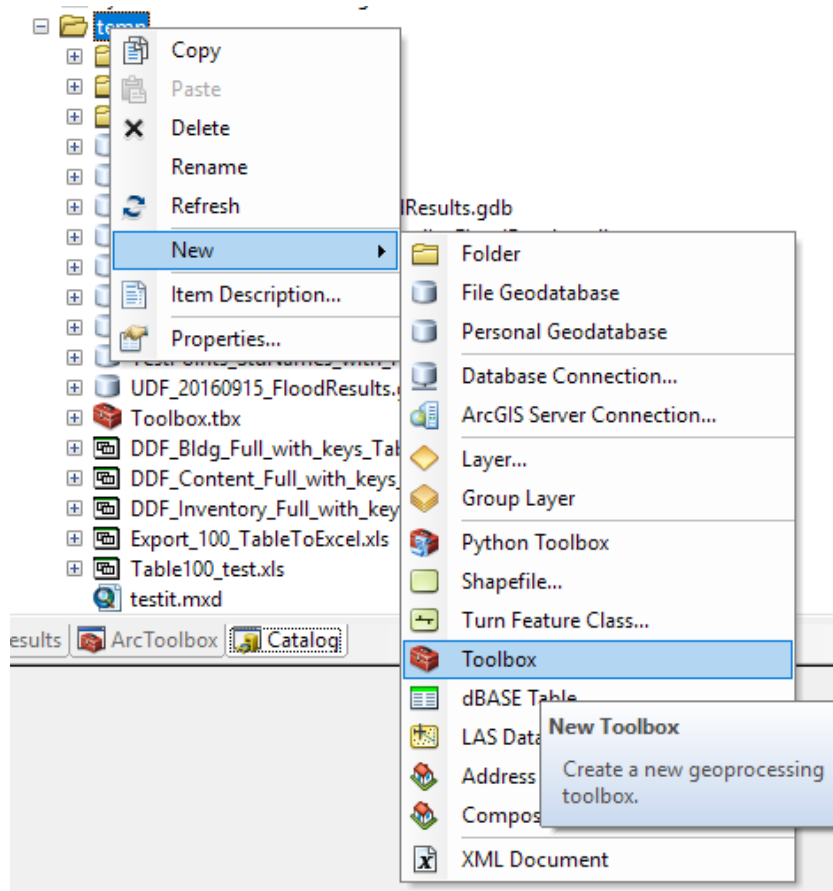 temp
Copy
Paste
Delete
Rename
Refresh
New
Item Description...
Properties...
lResults.gdb
UDF_20160915_FloodResults.
Toolbox.tbx
DDF_Bldg_Full_with_keys_Tab
DDF_Content_Full_with_keys_
DDF_Inventory_Full_with_key
Export_100_TableToExcel.xls
Table100_test.xls
testit.mxd
esults
ArcToolbox
Catalog
Folder
File Geodatabase
Personal Geodatabase
Database Connection...
ArcGIS Server Connection...
Layer...
Group Layer
Python Toolbox
Shapefile...
Turn Feature Class...
Toolbox
dBASE Table
LAS Data
Address
Compos
XML Document
New Toolbox
Create a new geoprocessing
toolbox.